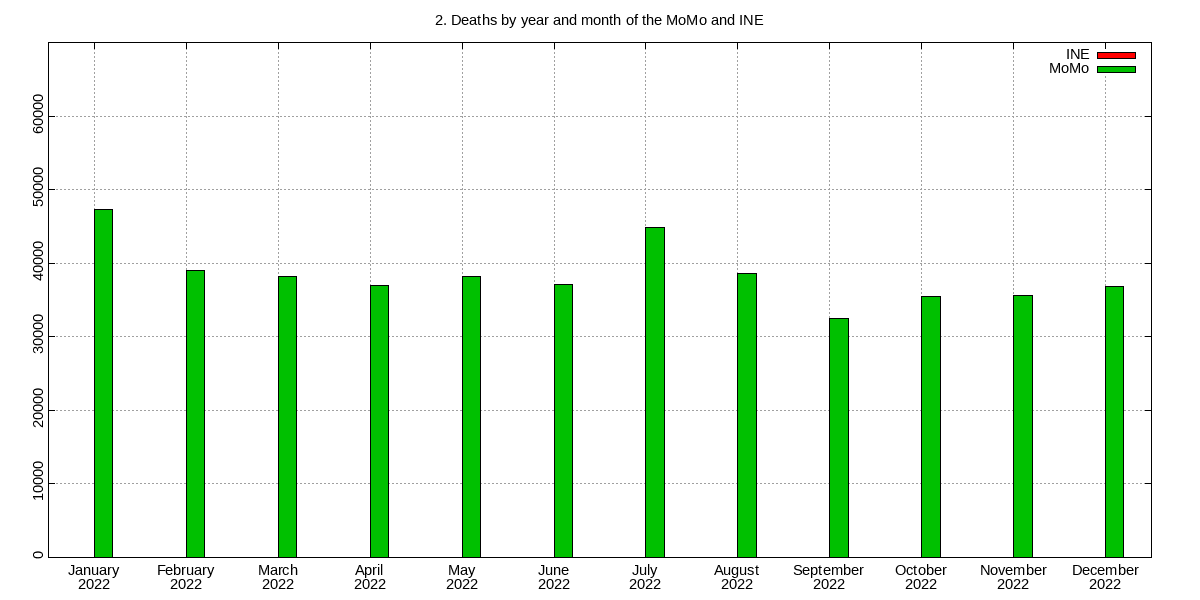 2. Deaths by year and month of the MoMo and INE
INE
MoMo
60000
50000
40000
30000
20000
10000
0
January February March April May June July August September October November December
2022 2022 2022 2022 2022 2022 2022 2022 2022 2022 2022 2022